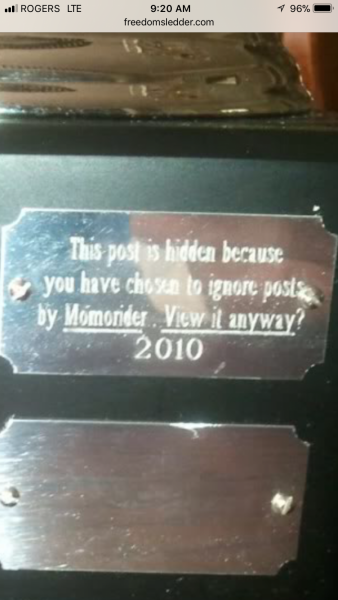 ROGERS LTE 9:20 AM 96%
freedomsledder.com
This post is hidden because
you have chosen to ignore posts
by Momorider . View it anyway?
2010